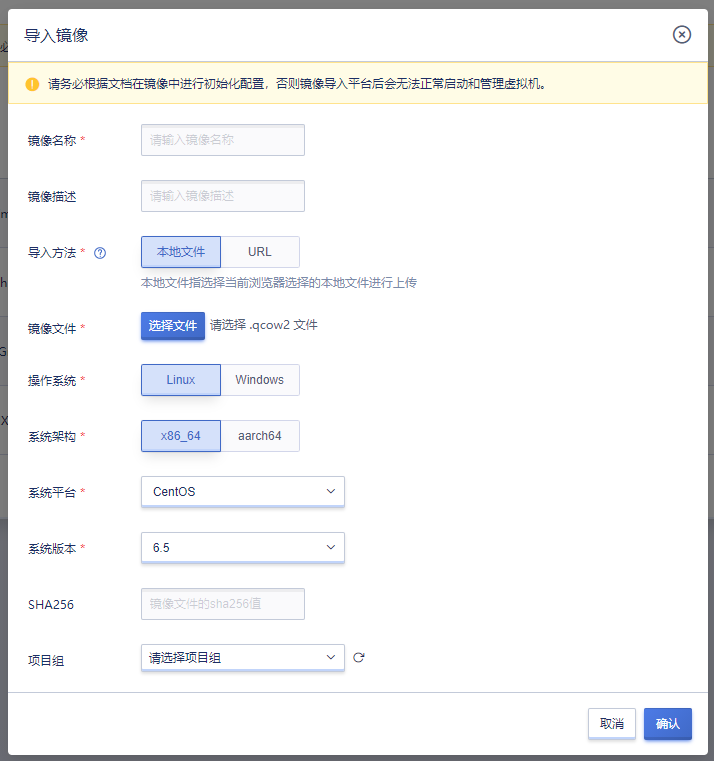 导入镜像
请务必根据文档在镜像中进行初始化配置，否则镜像导入平台后会无法正常启动和管理虚拟机。
镜像名称 * 请输入镜像名称
镜像描述 请输入镜像描述
导入方法 * 本地文件 URL
本地文件指选择当前浏览器选择的本地文件进行上传
镜像文件 * 选择文件 请选择 .qcow2 文件
操作系统 * Linux Windows
系统架构 * x86_64 aarch64
系统平台 * CentOS
系统版本 * 6.5
SHA256 镜像文件的sha256值
项目组 请选择项目组
取消 确认